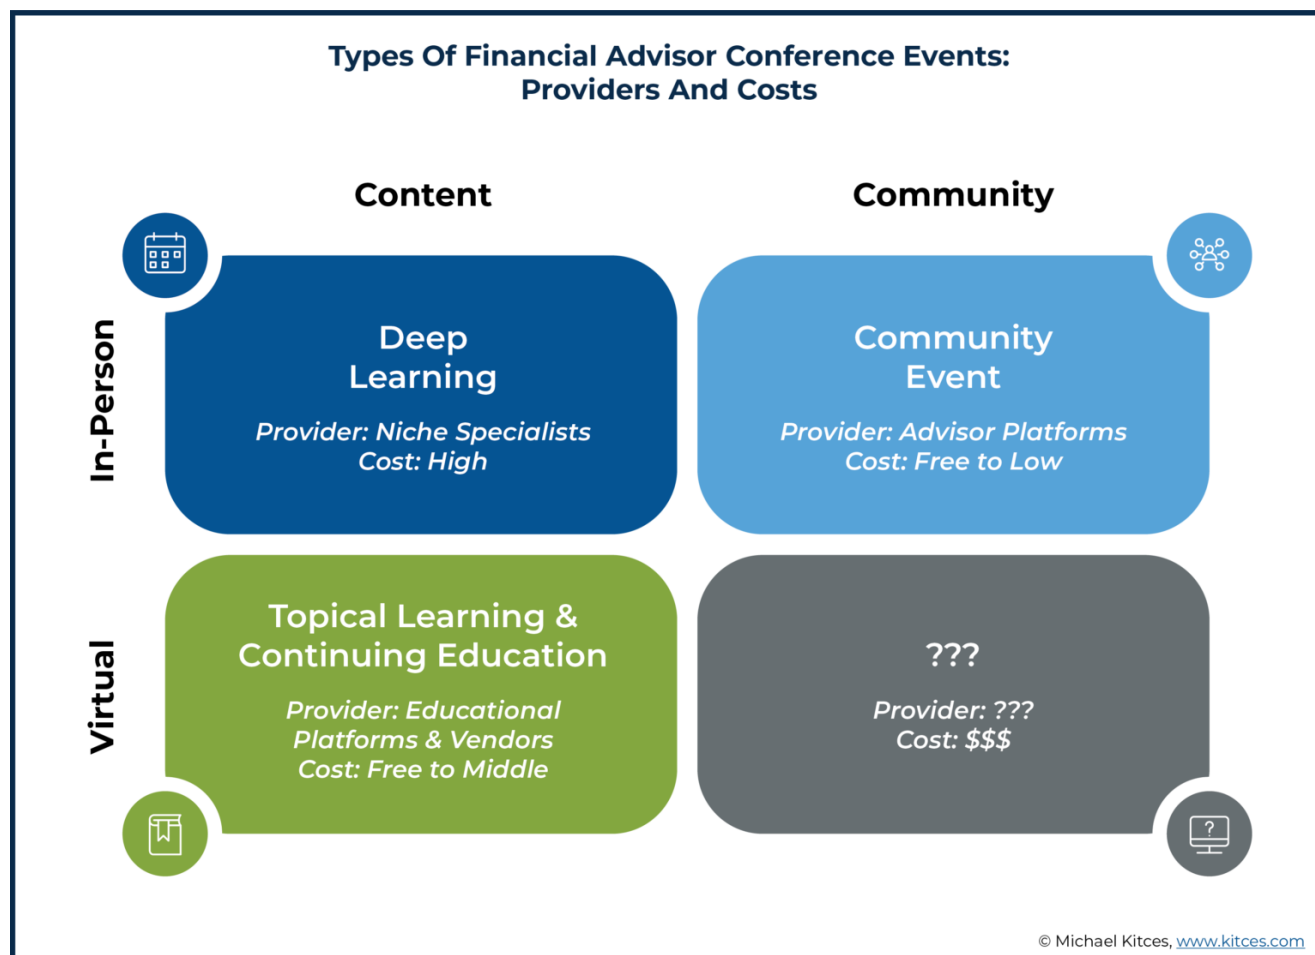 Types Of Financial Advisor Conference Events:
Providers And Costs
Content
Community
In-Person
Deep
Learning
Provider: Niche Specialists
Cost: High
Community
Event
Provider: Advisor Platforms
Cost: Free to Low
Virtual
Topical Learning &
Continuing Education
Provider: Educational
Platforms & Vendors
Cost: Free to Middle
???
Provider: ???
Cost: $$$
?
© Michael Kitces, www.kitces.com